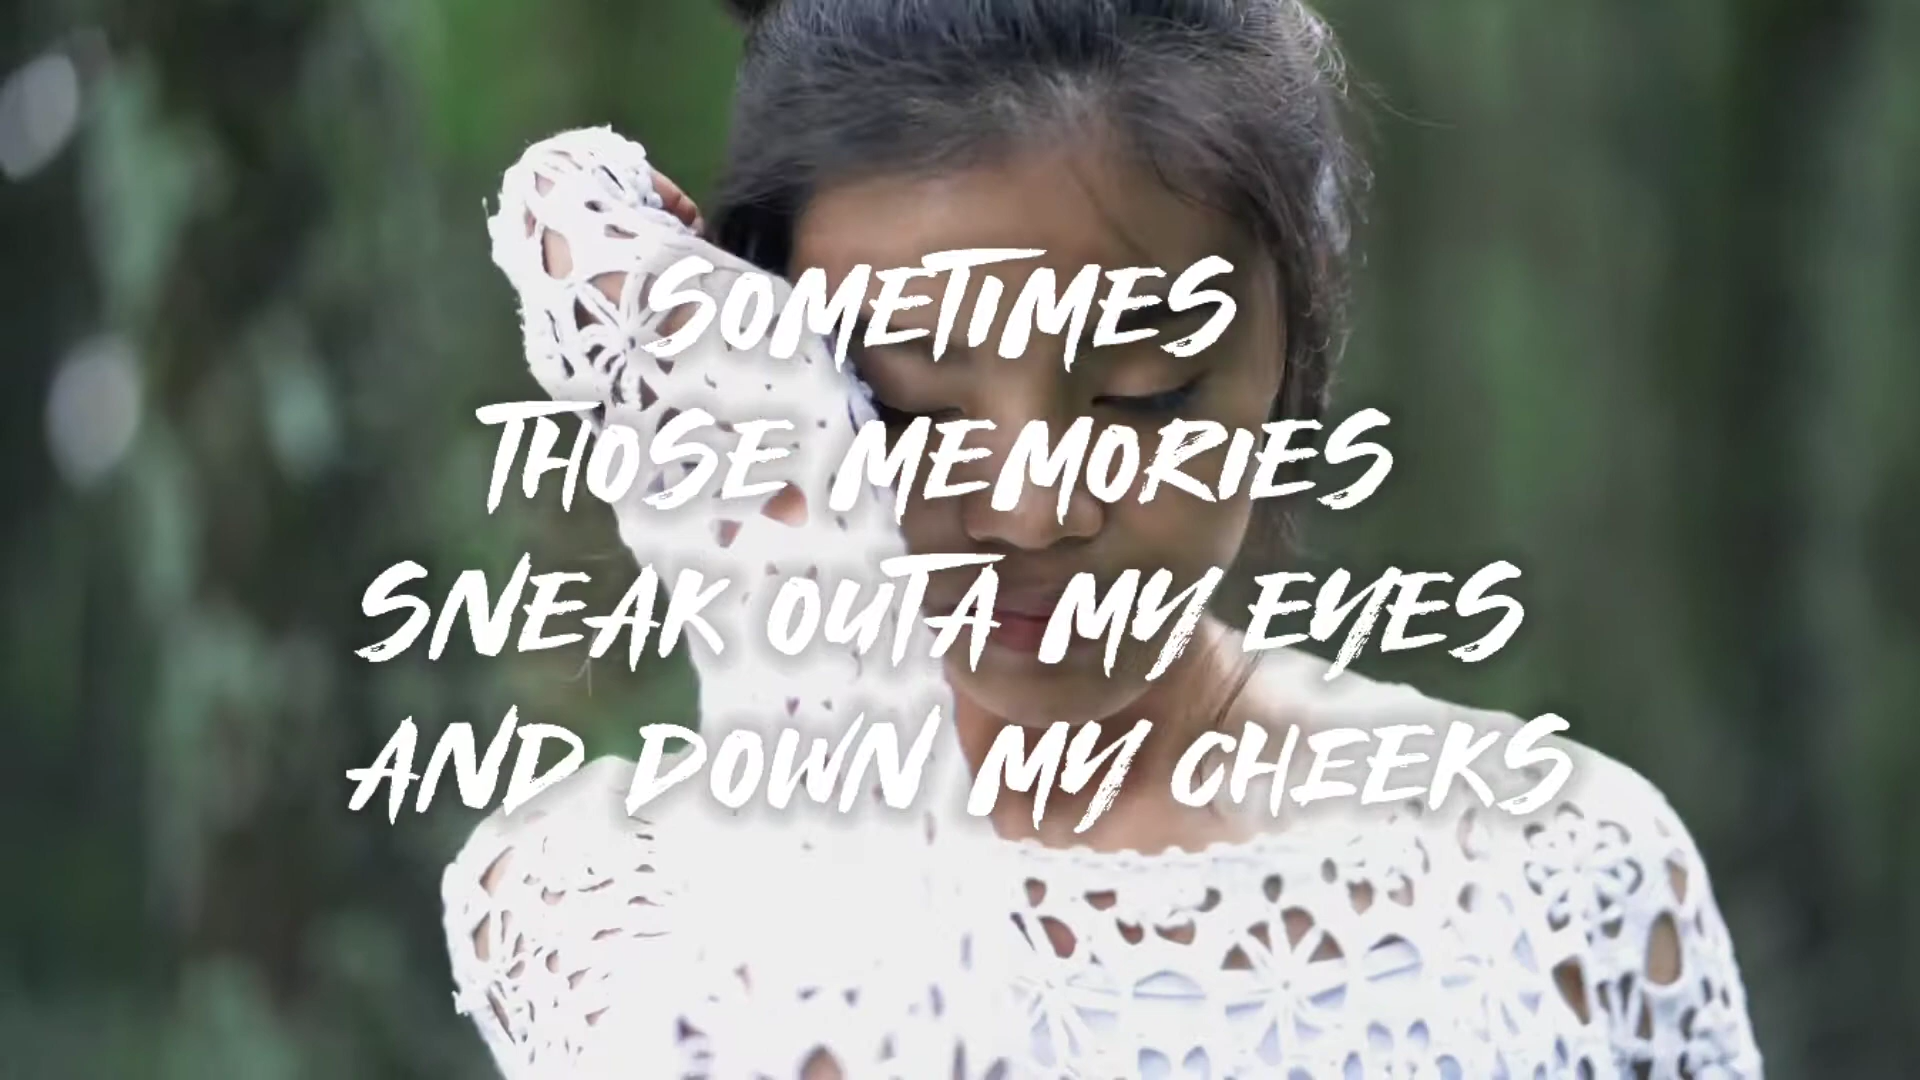 SOMETIMES
THOSE MEMORIES
SNEAK OUTA MY EYES
AND DOWN MY CHEEKS